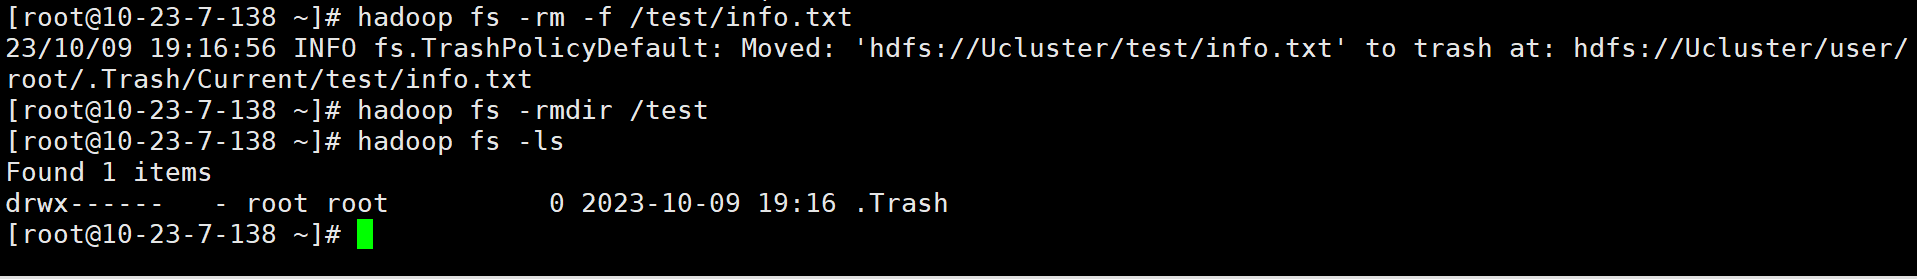 [root@10-23-7-138 ~]# hadoop fs -rm -f /test/info.txt
23/10/09 19:16:56 INFO fs.TrashPolicyDefault: Moved: 'hdfs://Ucluster/test/info.txt' to trash at: hdfs://Ucluster/user/
root/.Trash/Current/test/info.txt
[root@10-23-7-138 ~]# hadoop fs -rmdir /test
[root@10-23-7-138 ~]# hadoop fs -ls
Found 1 items
drwx------   - root root          0 2023-10-09 19:16 .Trash
[root@10-23-7-138 ~]#